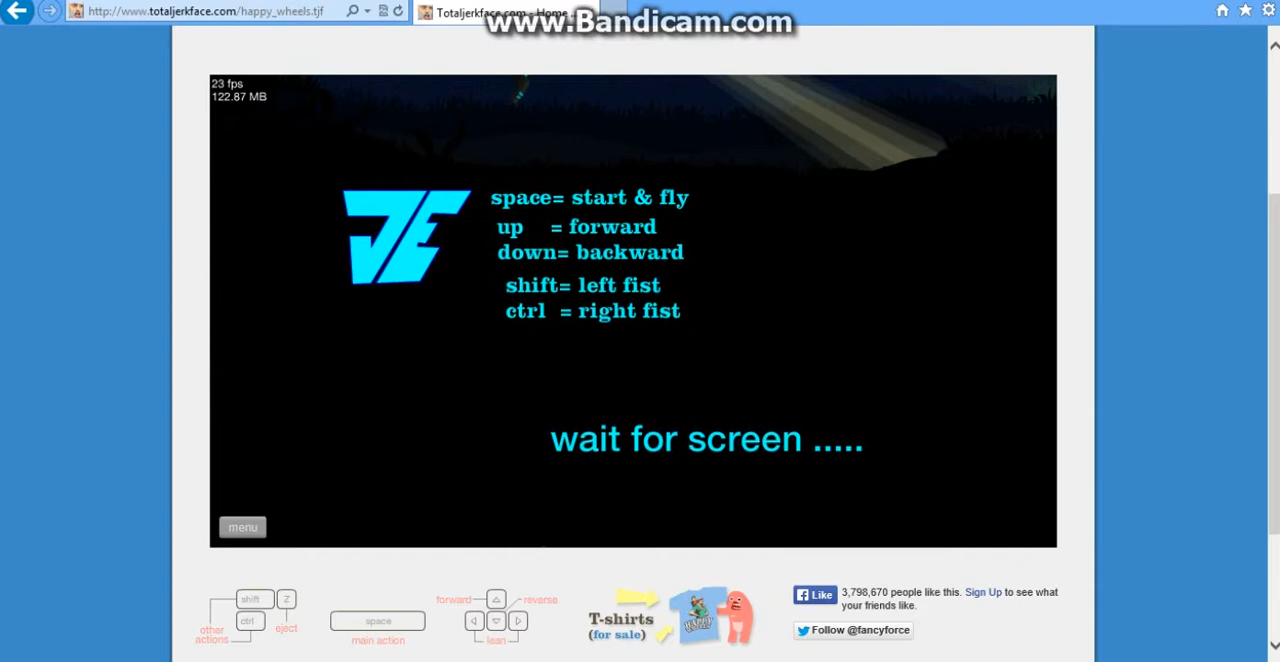 http://www.totaljerkface.com/happy_wheels.tjf
Totaljerkface.com - Home
www.Bandicam.com
23 fps
122.87 MB
JE
space= start & fly
up = forward
down= backward
shift= left fist
ctrl = right fist
wait for screen .....
menu
shift
Z
ctrl
other
actions
eject
space
main action
forward
reverse
lean
T-shirts
(for sale)
Like
3,798,670 people like this. Sign Up to see what
your friends like.
Follow @fancyforce